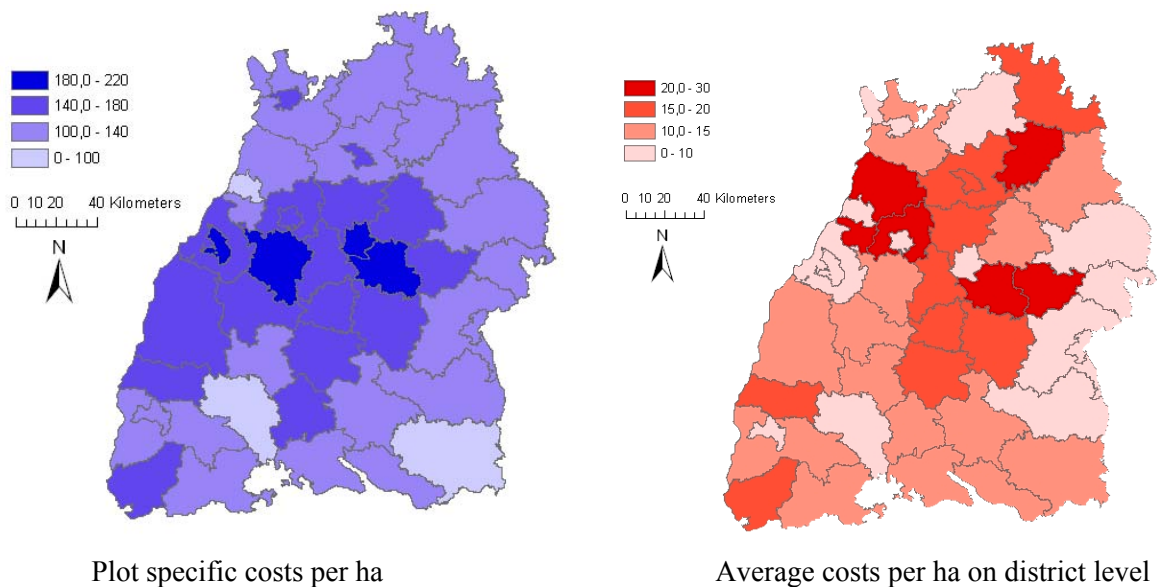 180,0 - 220
140,0 - 180
100,0 - 140
0 - 100
0 10 20 40 Kilometers
N
Plot specific costs per ha
20,0 - 30
15,0 - 20
10,0 - 15
0 - 10
0 10 20 40 Kilometers
N
Average costs per ha on district level